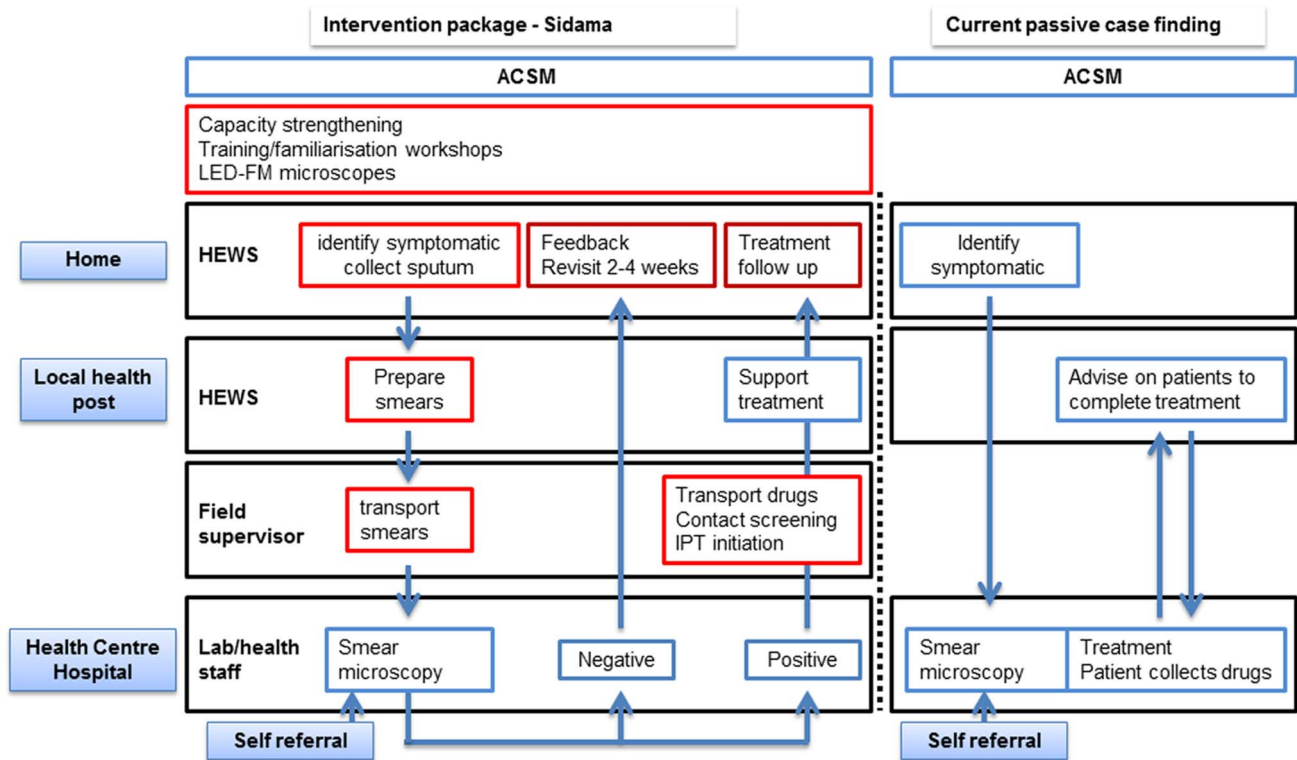 Intervention package - Sidama
Current passive case finding
ACSM
ACSM
Capacity strengthening
Training/familiarisation workshops
LED-FM microscopes
Home
HEWS
identify symptomatic
collect sputum
Feedback
Revisit 2-4 weeks
Treatment
follow up
Identify
symptomatic
Local health
post
HEWS
Prepare
smears
Support
treatment
Advise on patients to
complete treatment
Field
supervisor
transport
smears
Transport drugs
Contact screening
IPT initiation
Health Centre
Hospital
Lab/health
staff
Smear
microscopy
Negative
Positive
Smear
microscopy
Treatment
Patient collects drugs
Self referral
Self referral